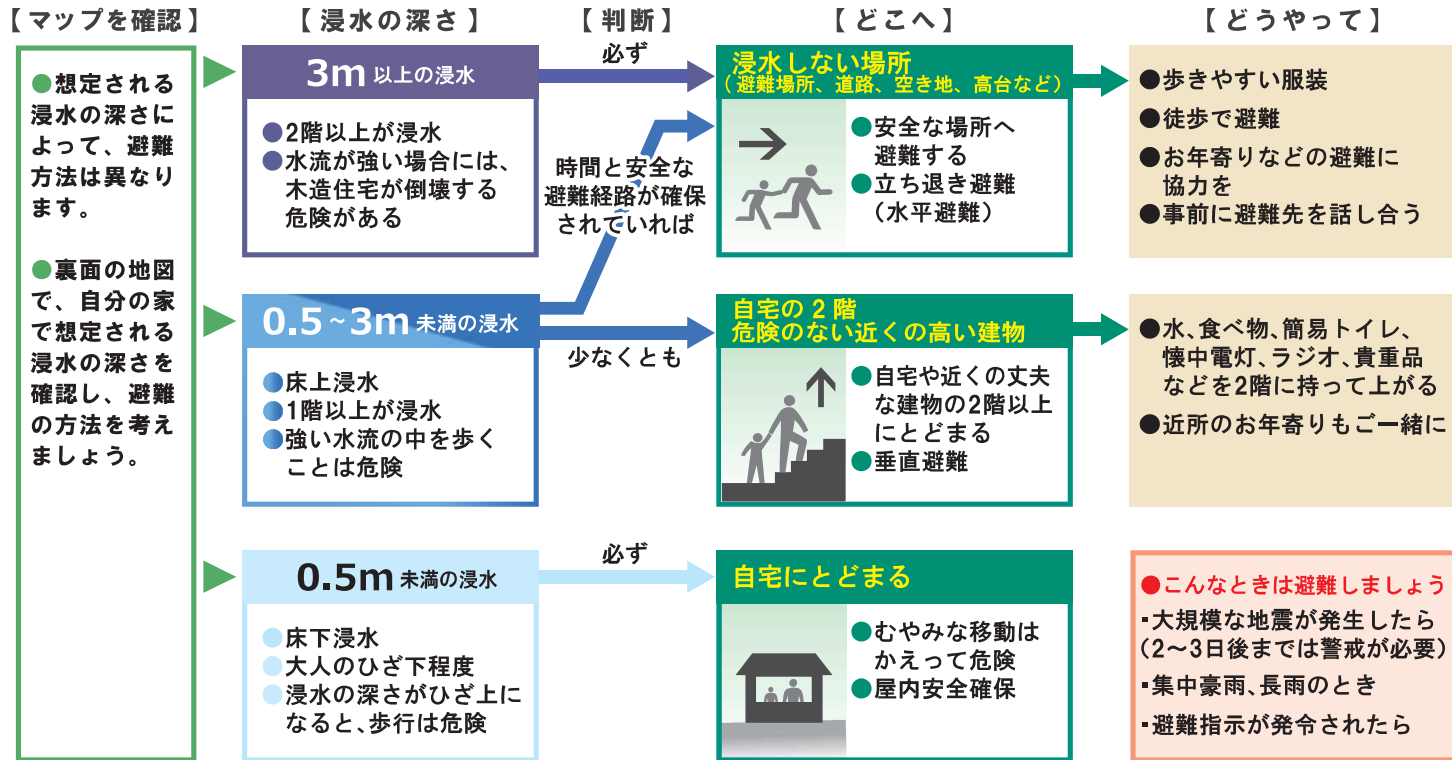 【マップを確認】
【浸水の深さ】
【判断】
【どこへ】
【どうやって】
●想定される
浸水の深さに
よって、避難
方法は異なり
ます。
●裏面の地図
で、自分の家
で想定される
浸水の深さを
確認し、避難
の方法を考え
ましょう。
3m 以上の浸水
●2階以上が浸水
●水流が強い場合には、
木造住宅が倒壊する
危険がある
必ず
浸水しない場所
(避難場所、道路、空き地、高台など)
●安全な場所へ
避難する
●立ち退き避難
(水平避難)
●歩きやすい服装
●徒歩で避難
●お年寄りなどの避難に
協力を
●事前に避難先を話し合う
時間と安全な
避難経路が確保
されていれば
0.5~3m 未満の浸水
●床上浸水
●1階以上が浸水
●強い水流の中を歩く
ことは危険
少なくとも
自宅の2階
危険のない近くの高い建物
●自宅や近くの丈夫
な建物の2階以上
にとどまる
●垂直避難
●水、食べ物、簡易トイレ、
懐中電灯、ラジオ、貴重品
などを2階に持って上がる
●近所のお年寄りもご一緒に
0.5m 未満の浸水
●床下浸水
●大人のひざ下程度
●浸水の深さがひざ上に
なると、歩行は危険
必ず
自宅にとどまる
●むやみな移動は
かえって危険
●屋内安全確保
●こんなときは避難しましょう
・大規模な地震が発生したら
(2〜3日後までは警戒が必要)
・集中豪雨、長雨のとき
・避難指示が発令されたら